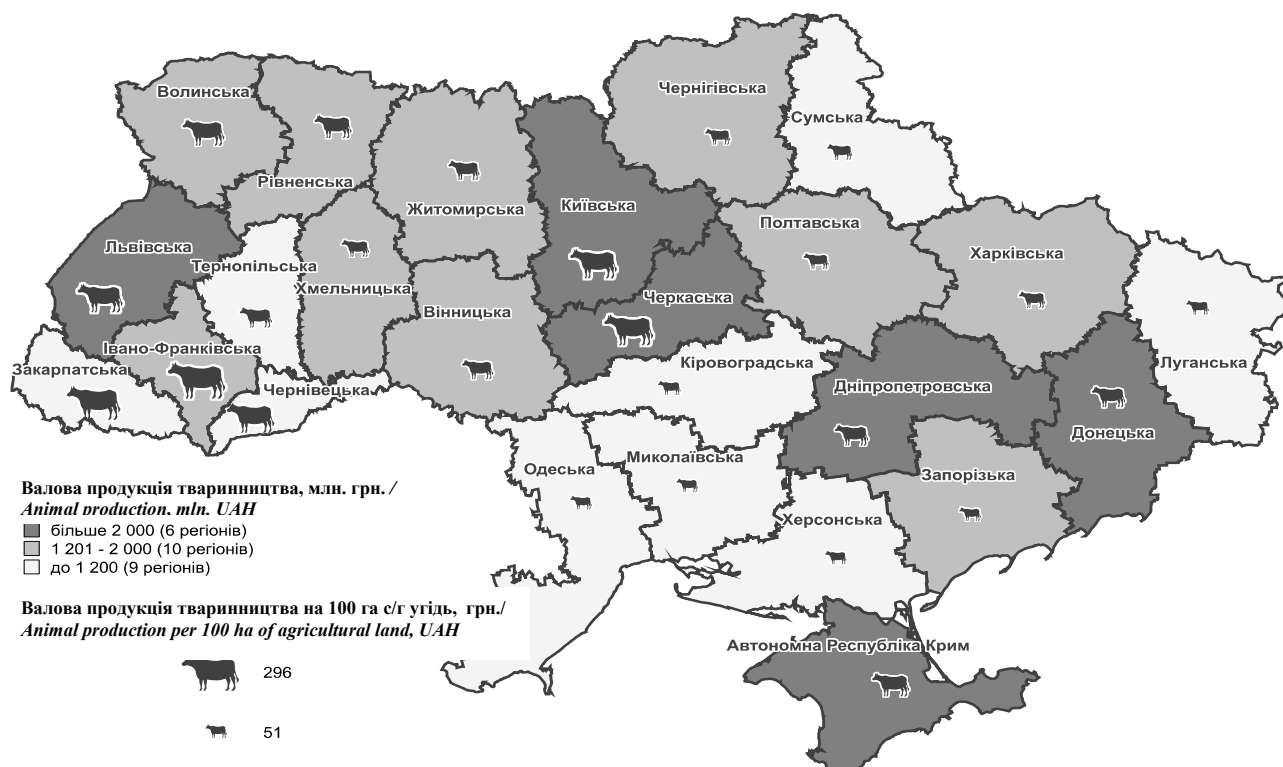 Волинська
Рівненська
Житомирська
Київська
Чернігівська
Сумська
Львівська
Тернопільська
Хмельницька
Вінницька
Черкаська
Полтавська
Харківська
Луганська
Закарпатська
Івано-Франківська
Чернівецька
Кіровоградська
Дніпропетровська
Донецька
Одеська
Миколаївська
Херсонська
Запорізька
Автономна Республіка Крим
Валова продукція тваринництва, млн. грн. /
Animal production, mln. UAH
більше 2 000 (6 регіонів)
1 201 - 2 000 (10 регіонів)
до 1 200 (9 регіонів)
Валова продукція тваринництва на 100 га с/г угідь, грн./
Animal production per 100 ha of agricultural land, UAH
296
51